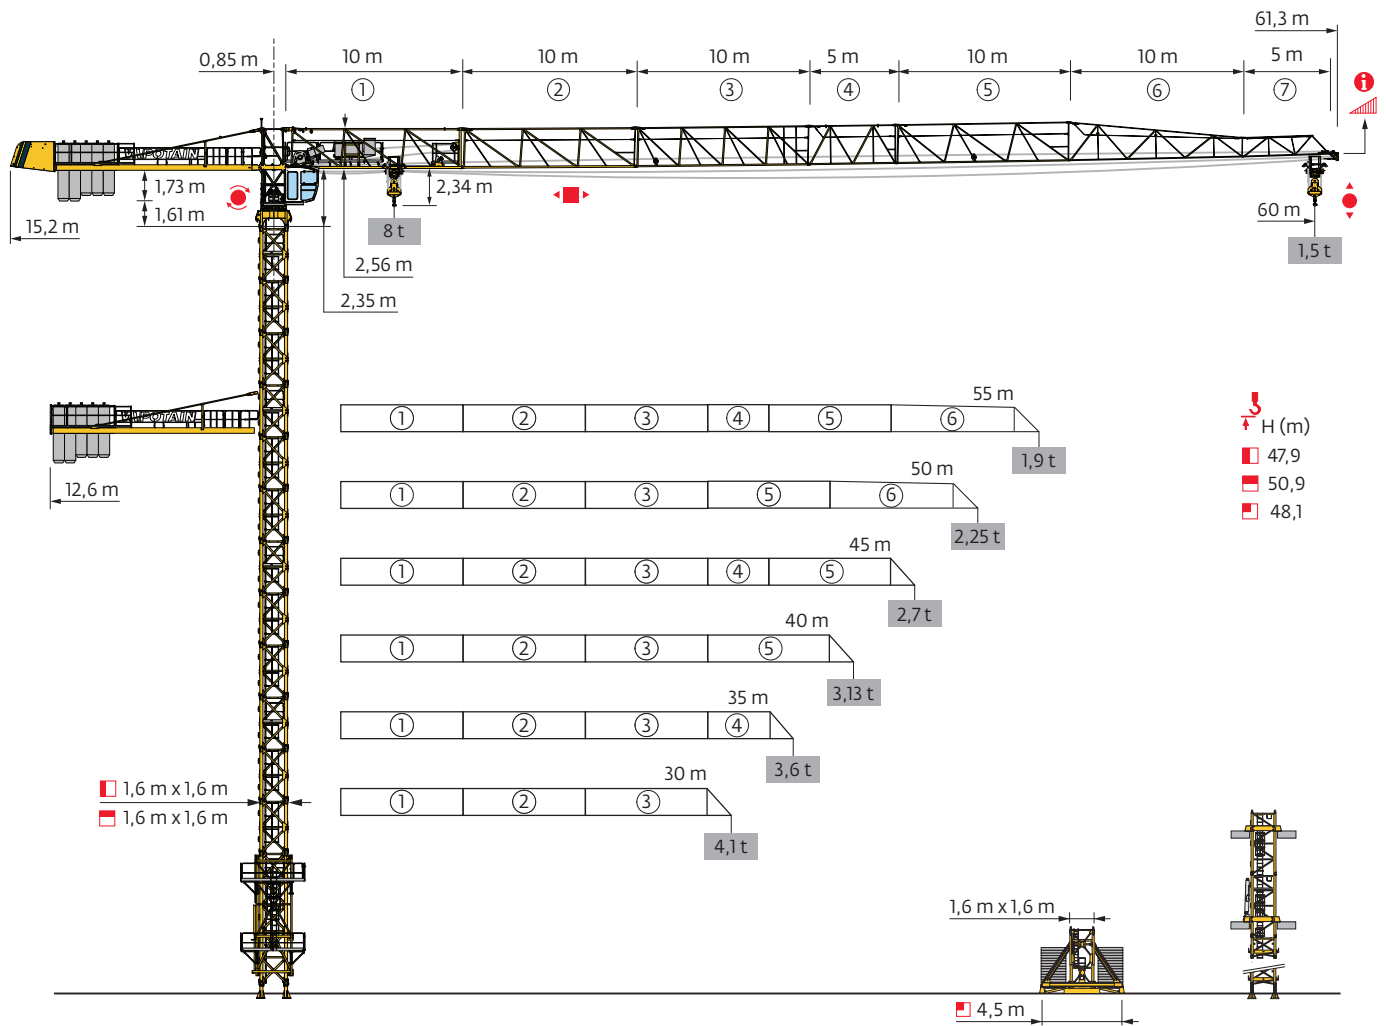 61,3 m
0,85 m
10 m
10 m
10 m
5 m
10 m
10 m
5 m
1
2
3
4
5
6
7
i
POTAIN
1,73 m
2,34 m
1,61 m
15,2 m
8 t
60 m
1,5 t
2,56 m
2,35 m
POTAIN
12,6 m
55 m
1 2 3 4 5 6
1,9 t
50 m
1 2 3 5 6
2,25 t
45 m
1 2 3 4 5
2,7 t
40 m
1 2 3 5
3,13 t
35 m
1 2 3 4
3,6 t
30 m
1 2 3
4,1 t
H (m)
47,9
50,9
48,1
1,6 m x 1,6 m
1,6 m x 1,6 m
1,6 m x 1,6 m
4,5 m